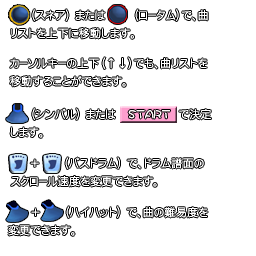 (スネア) または (ロータム) で、曲
リストを上下に移動します。
カーソルキーの上下 (↑↓) でも、曲リストを
移動することができます。
(シンバル) または START で決定
します。
+ (バスドラム) で、ドラム譜面の
スクロール速度を変更できます。
+ (ハイハット) で、曲の難易度を
変更できます。